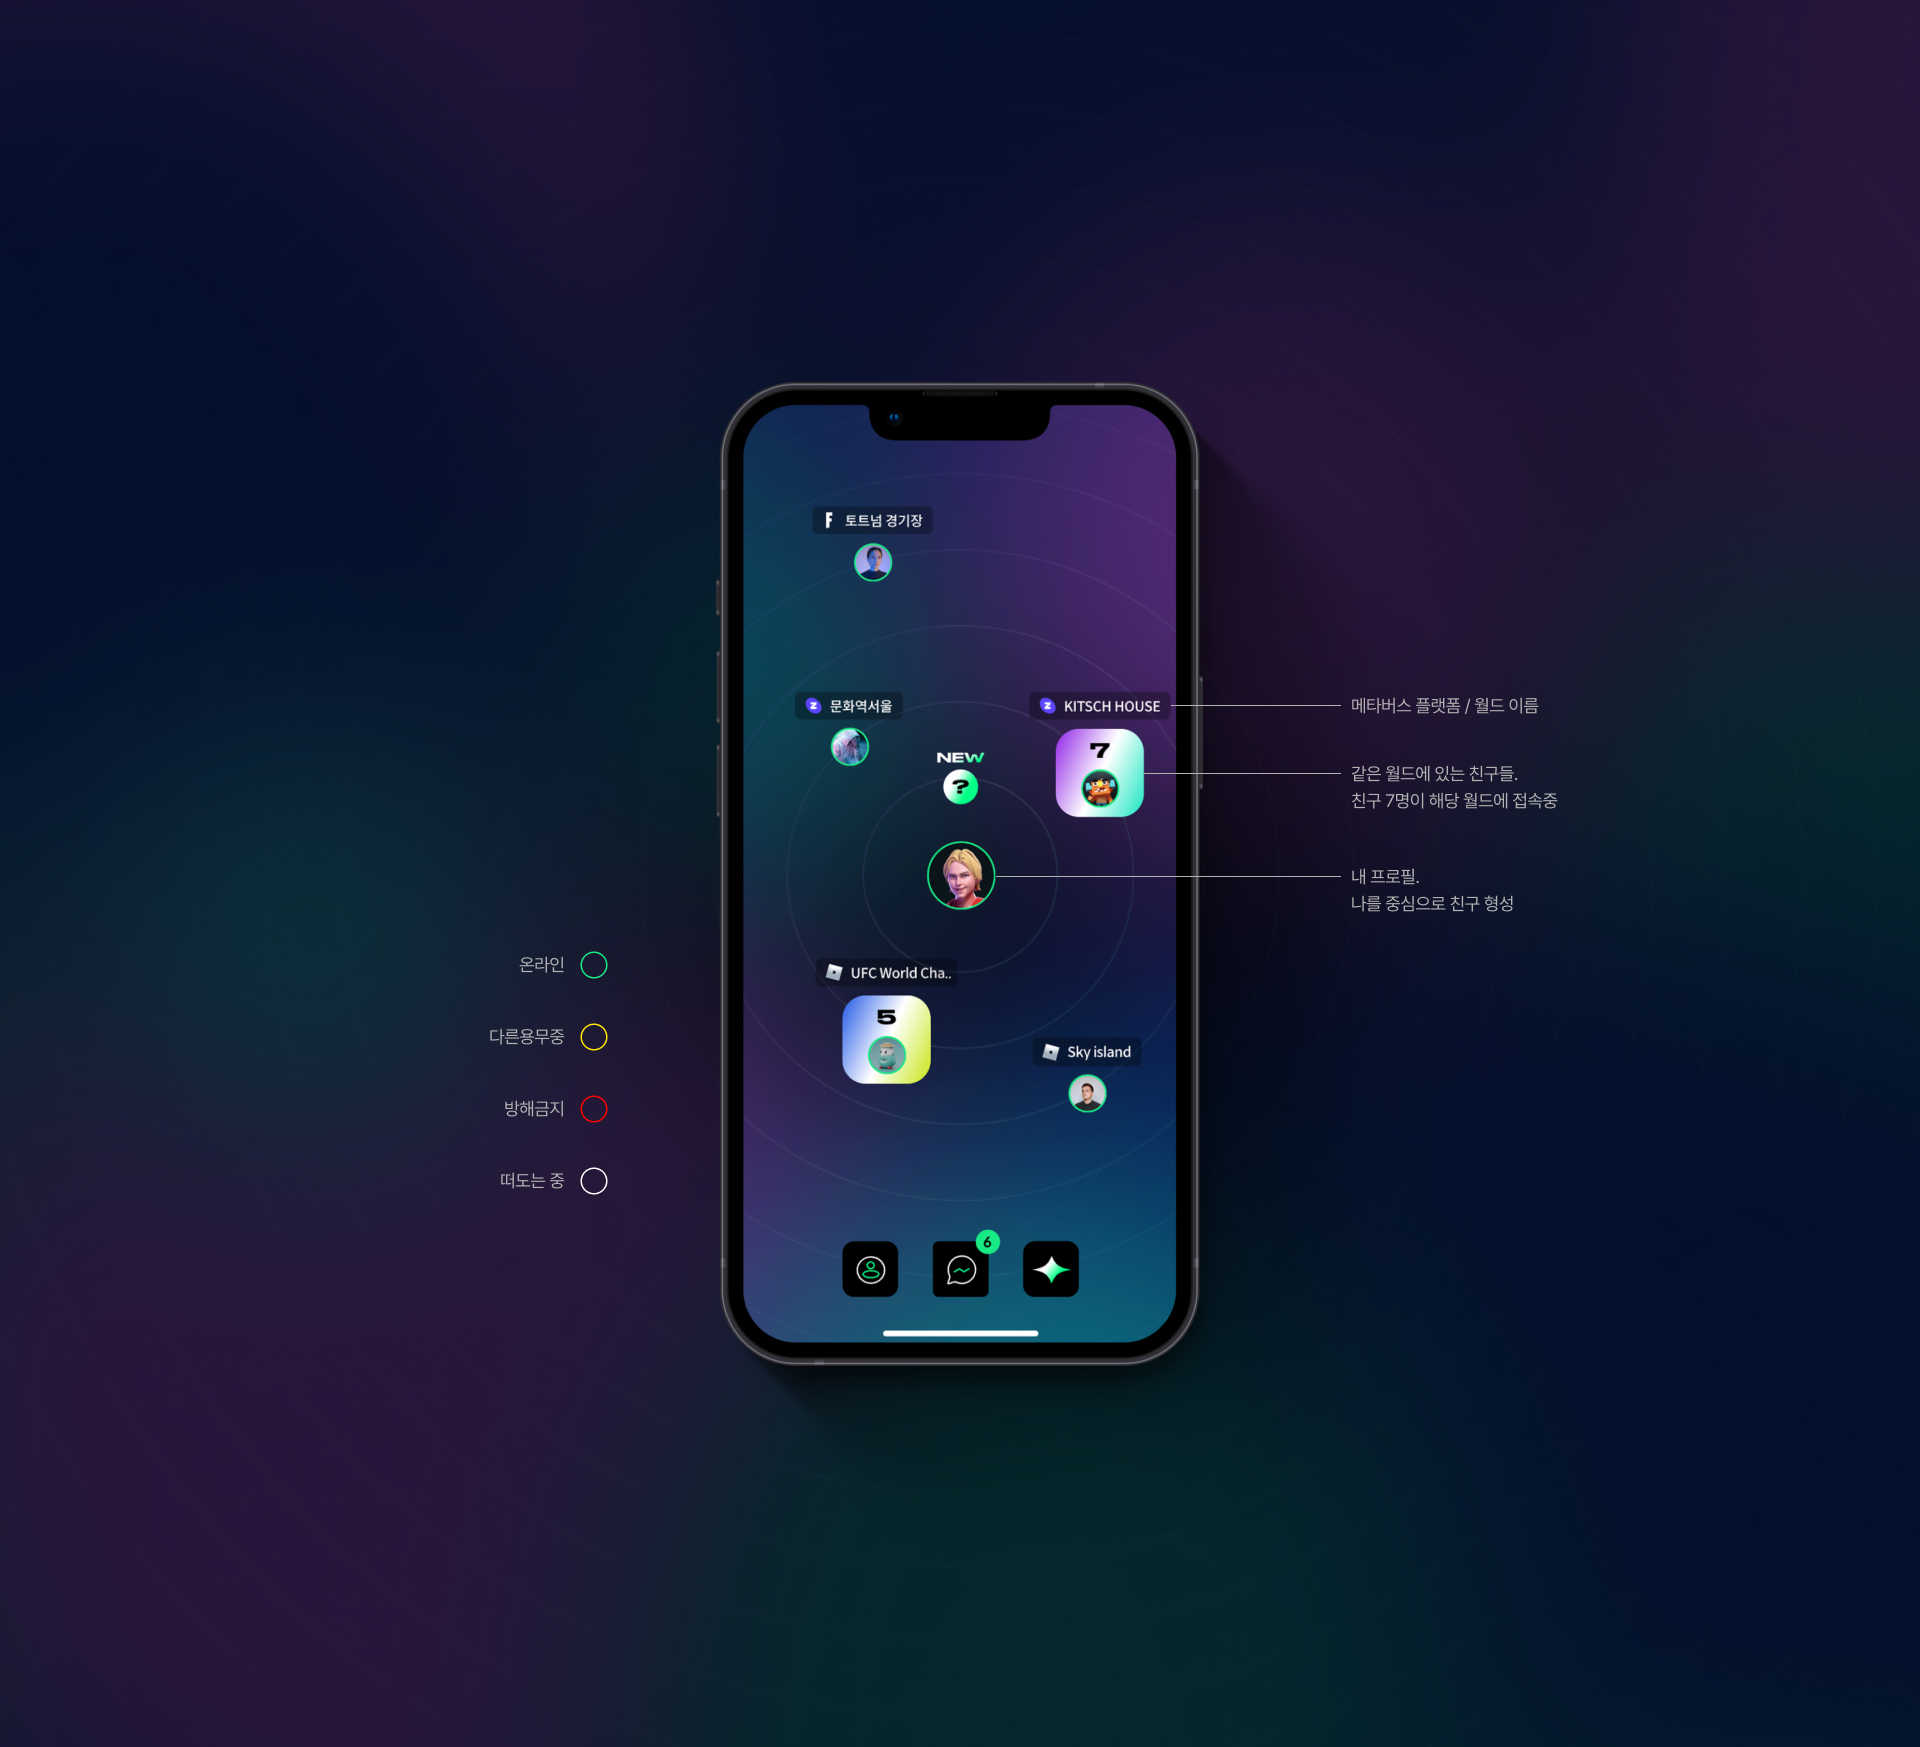 토트넘 경기장
문화역서울
KITSCH HOUSE
NEW
?
7
UFC World Cha..
5
Sky island
6
메타버스 플랫폼 / 월드 이름
같은 월드에 있는 친구들.
친구 7명이 해당 월드에 접속중
내 프로필.
나를 중심으로 친구 형성
온라인
다른용무중
방해금지
떠도는 중